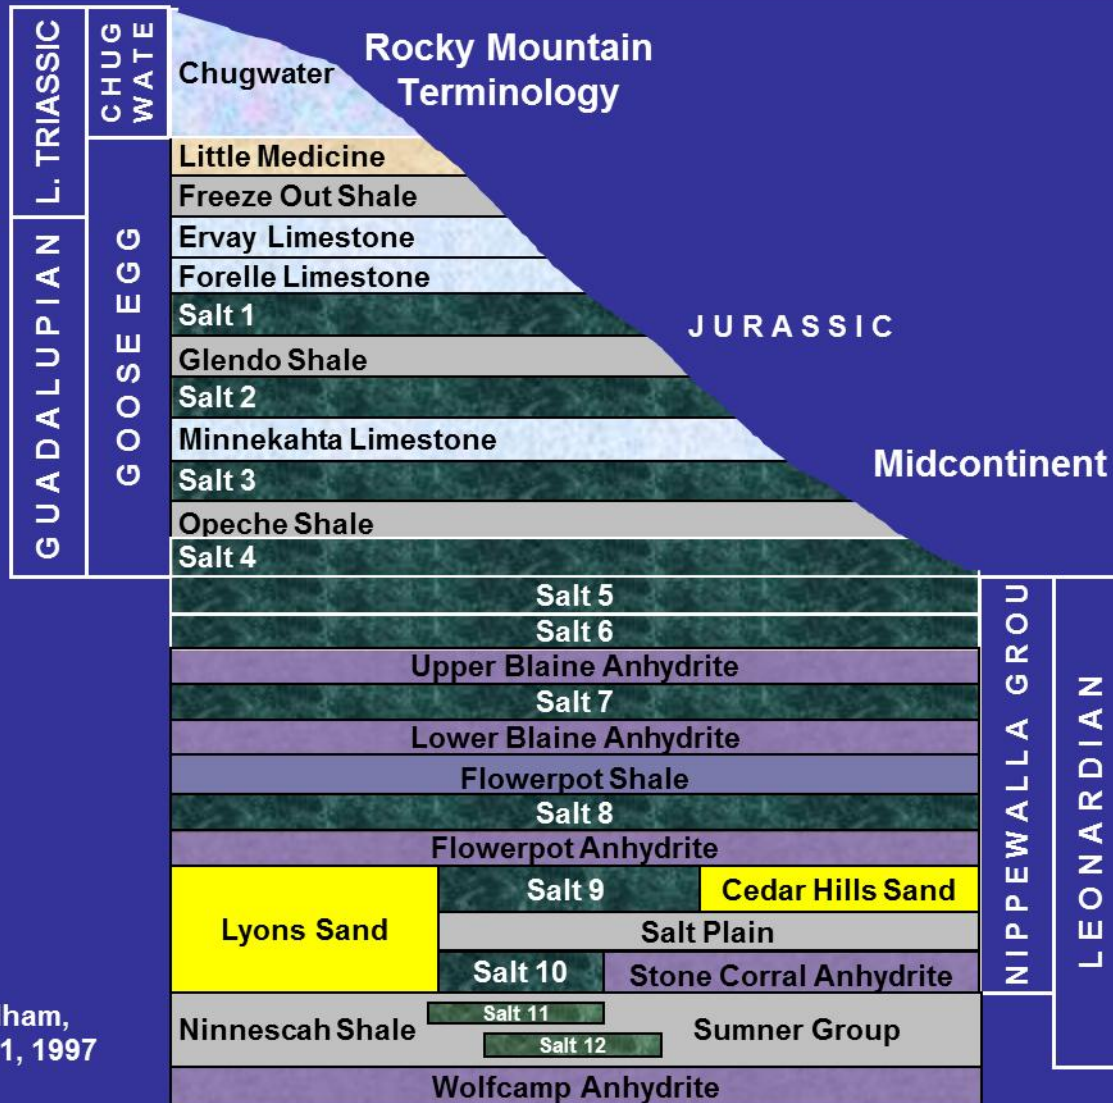 Rocky Mountain
Terminology
L. TRIASSIC
CHUG
WATE
Chugwater
Little Medicine
Freeze Out Shale
GUADALUPIAN
GOOSE EGG
Ervay Limestone
Forelle Limestone
Salt 1
JURASSIC
Glendo Shale
Salt 2
Minnekahta Limestone
Midcontinent
Salt 3
Opeche Shale
Salt 4
Salt 5
Salt 6
Upper Blaine Anhydrite
Salt 7
Lower Blaine Anhydrite
Flowerpot Shale
Salt 8
Flowerpot Anhydrite
NIPPEWALLA GROU
LEONARDIAN
Salt 9
Cedar Hills Sand
Lyons Sand
Salt Plain
Salt 10
Stone Corral Anhydrite
Ninnescah Shale
Salt 11
Salt 12
Sumner Group
lham,
1, 1997
Wolfcamp Anhydrite